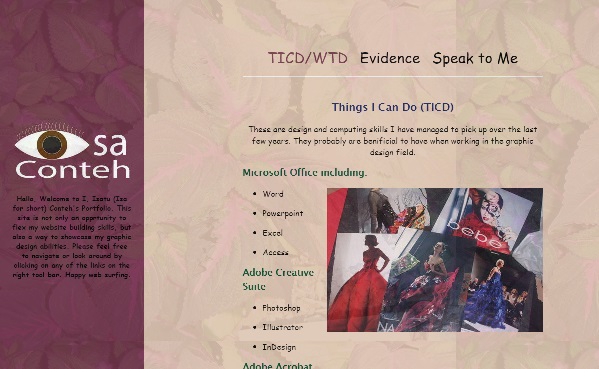 TICD/WTD Evidence Speak to Me
sa
Conteh
Hello, Welcome to I, Isatu (Isa
for short) Conteh's Portfolio. This
site is not only an opprtunity to
flex my website building skills, but
also a way to showcase my graphic
design abilities. Please feel free
to navigate or look around by
clicking on any of the links on the
right tool bar. Happy web surfing.
Things I Can Do (TICD)
These are design and computing skills I have managed to pick up over the last
few years. They probably are benificial to have when working in the graphic
design field.
Microsoft Office including.
Word
Powerpoint
Excel
Access
Adobe Creative
Suite
Photoshop
Illustrator
InDesign
Adobe Acrobat
bebe
NA